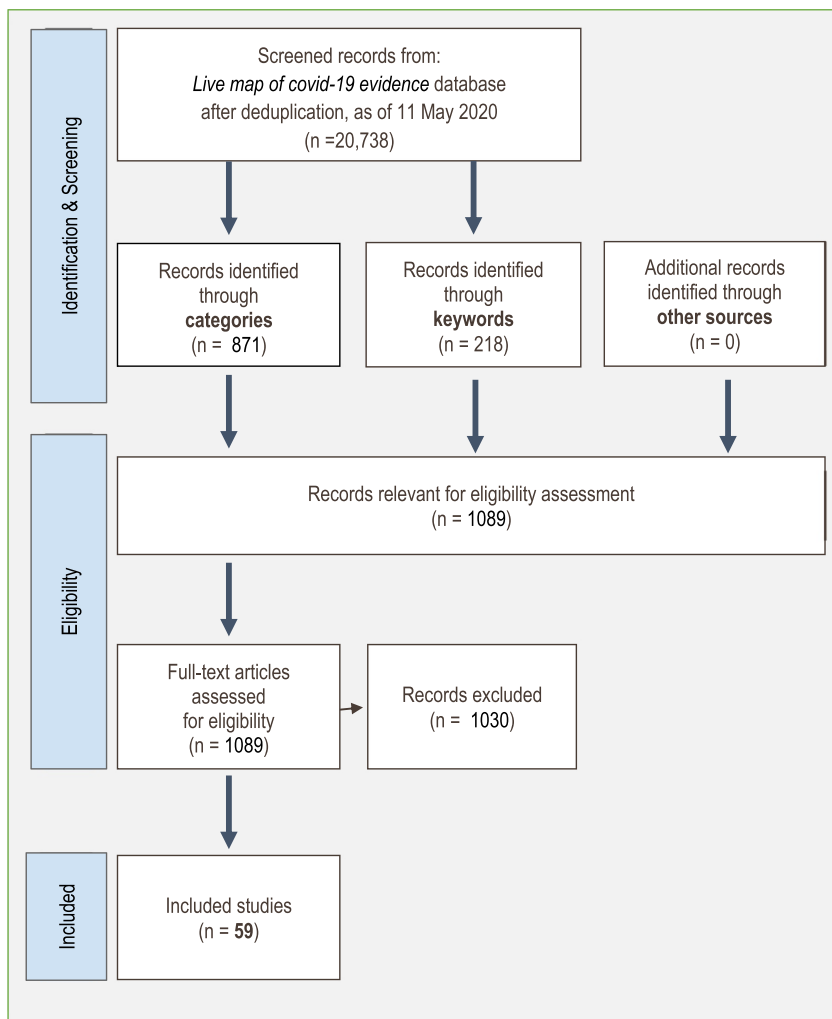 Identification & Screening
Screened records from:
Live map of covid-19 evidence database
after deduplication, as of 11 May 2020
(n =20,738)
Records identified
through
categories
(n = 871)
Records identified
through
keywords
(n = 218)
Additional records
identified through
other sources
(n = 0)
Eligibility
Records relevant for eligibility assessment
(n = 1089)
Full-text articles
assessed
for eligibility
(n = 1089)
Records excluded
(n = 1030)
Included
Included studies
(n = 59)